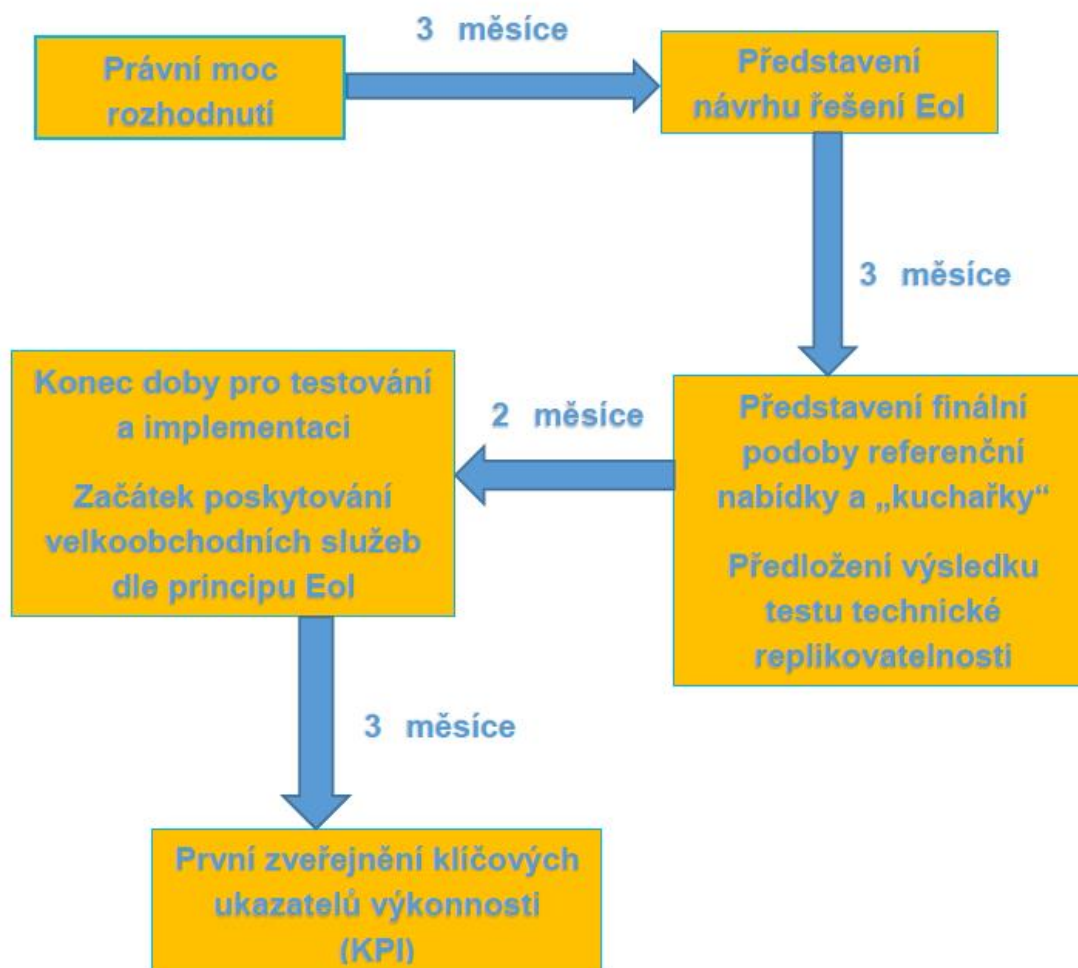 3 měsíce
Právní moc
rozhodnutí
Představení
návrhu řešení EoI
3 měsíce
Představení finální
podoby referenční
nabídky a „kuchařky“
Předložení výsledku
testu technické
replikovatelnosti
2 měsíce
Konec doby pro testování
a implementaci
Začátek poskytování
velkoobchodních služeb
dle principu EoI
3 měsíce
První zveřejnění klíčových
ukazatelů výkonnosti
(KPI)